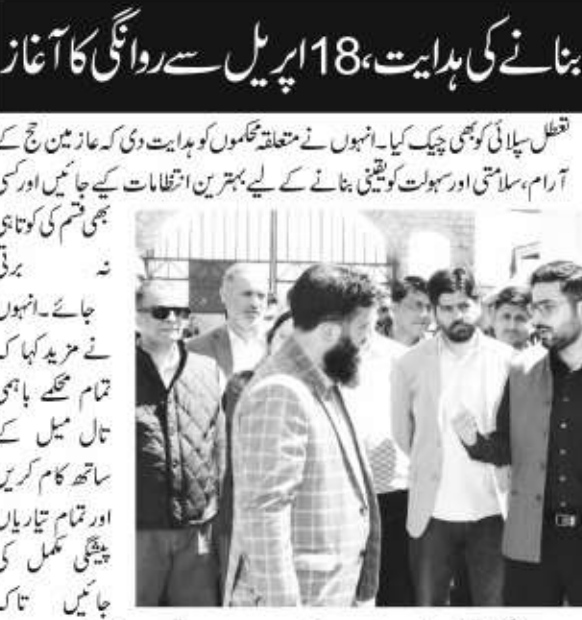 بنانے کی ہدایت، 18 اپریل سے روانگی کا آغاز
تعطل سپلائی کو بھی چیک کیا۔ انہوں نے متعلقہ محکموں کو ہدایت دی کہ عازمین حج کے
آرام، سلامتی اور سہولت کو یقینی بنانے کے لیے بہترین انتظامات کیے جائیں اور کسی
بھی قسم کی کوتاہی
نہ برتی
جائے۔ انہوں
نے مزید کہا کہ
تمام محکمے باہمی
تال میل کے
ساتھ کام کریں
اور تمام تیاریاں
پیشگی مکمل کی
جائیں تاکہ